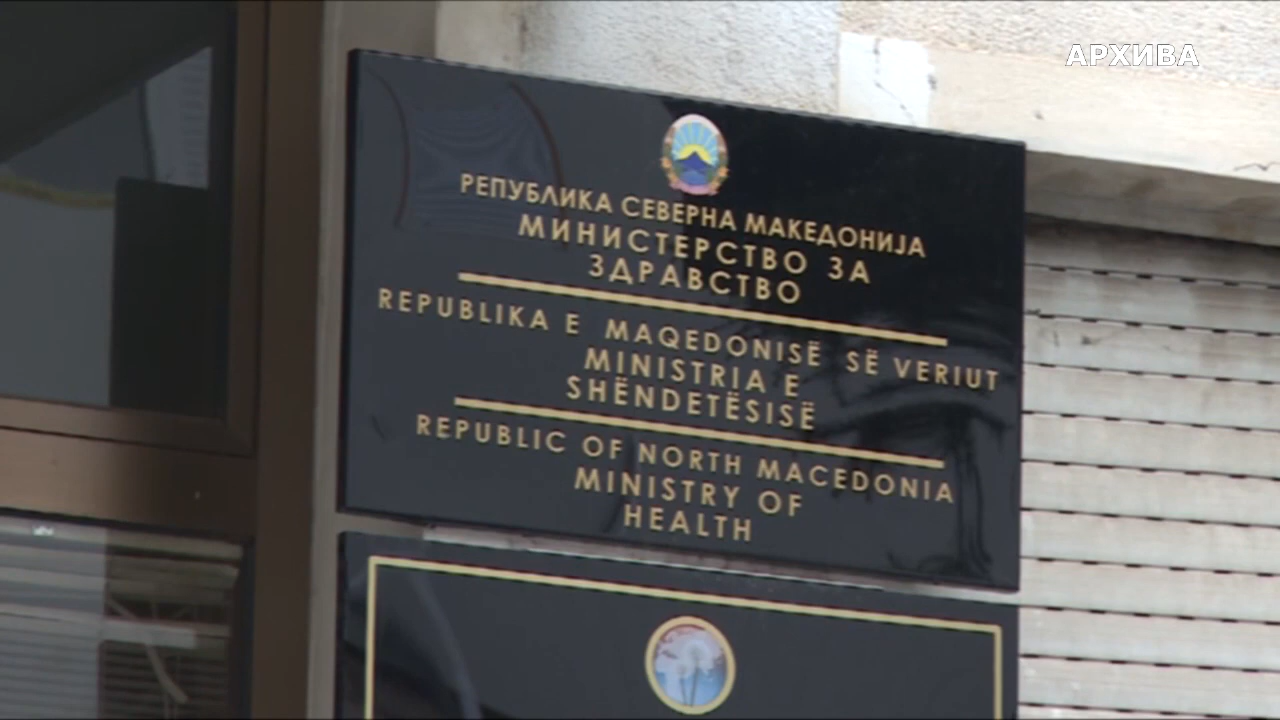 АРХИВА
РЕПУБЛИКА СЕВЕРНА МАКЕДОНИЈА
МИНИСТЕРСТВО ЗА
ЗДРАВСТВО
REPUBLIKA E MAQEDONISË SË VERIUT
MINISTRIA E
SHËNDETËSISË
REPUBLIC OF NORTH MACEDONIA
MINISTRY OF
HEALTH